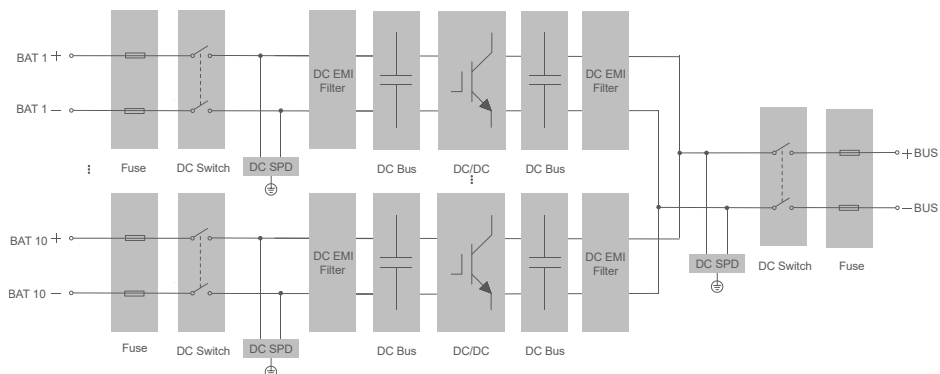 BAT 1 +
DC EMI
Filter
DC EMI
Filter
BAT 1 −
⋮
Fuse
DC Switch
DC SPD
DC Bus
DC/DC
⋮
DC Bus
+BUS
−BUS
BAT 10 +
DC EMI
Filter
DC EMI
Filter
DC SPD
DC Switch
Fuse
BAT 10 −
Fuse
DC Switch
DC SPD
DC Bus
DC/DC
DC Bus